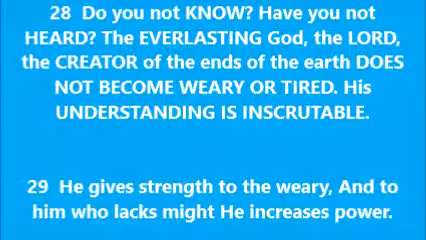 28 Do you not KNOW? Have you not
HEARD? The EVERLASTING God, the LORD,
the CREATOR of the ends of the earth DOES
NOT BECOME WEARY OR TIRED. His
UNDERSTANDING IS INSCRUTABLE.
29 He gives strength to the weary, And to
him who lacks might He increases power.